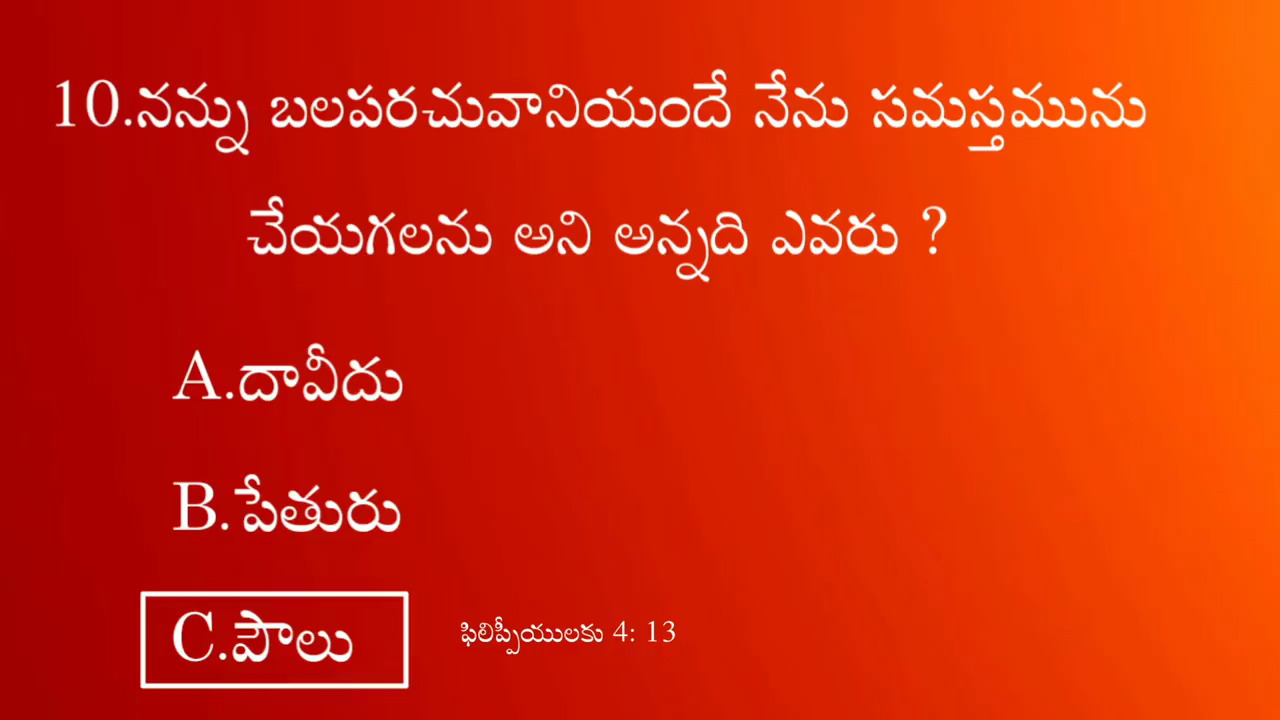 10.నన్ను బలపరచువానియందే నేను సమస్తమును
చేయగలను అని అన్నది ఎవరు ?
A.దావీదు
B.పేతురు
C.పౌలు
ఫిలిప్పీయులకు 4: 13